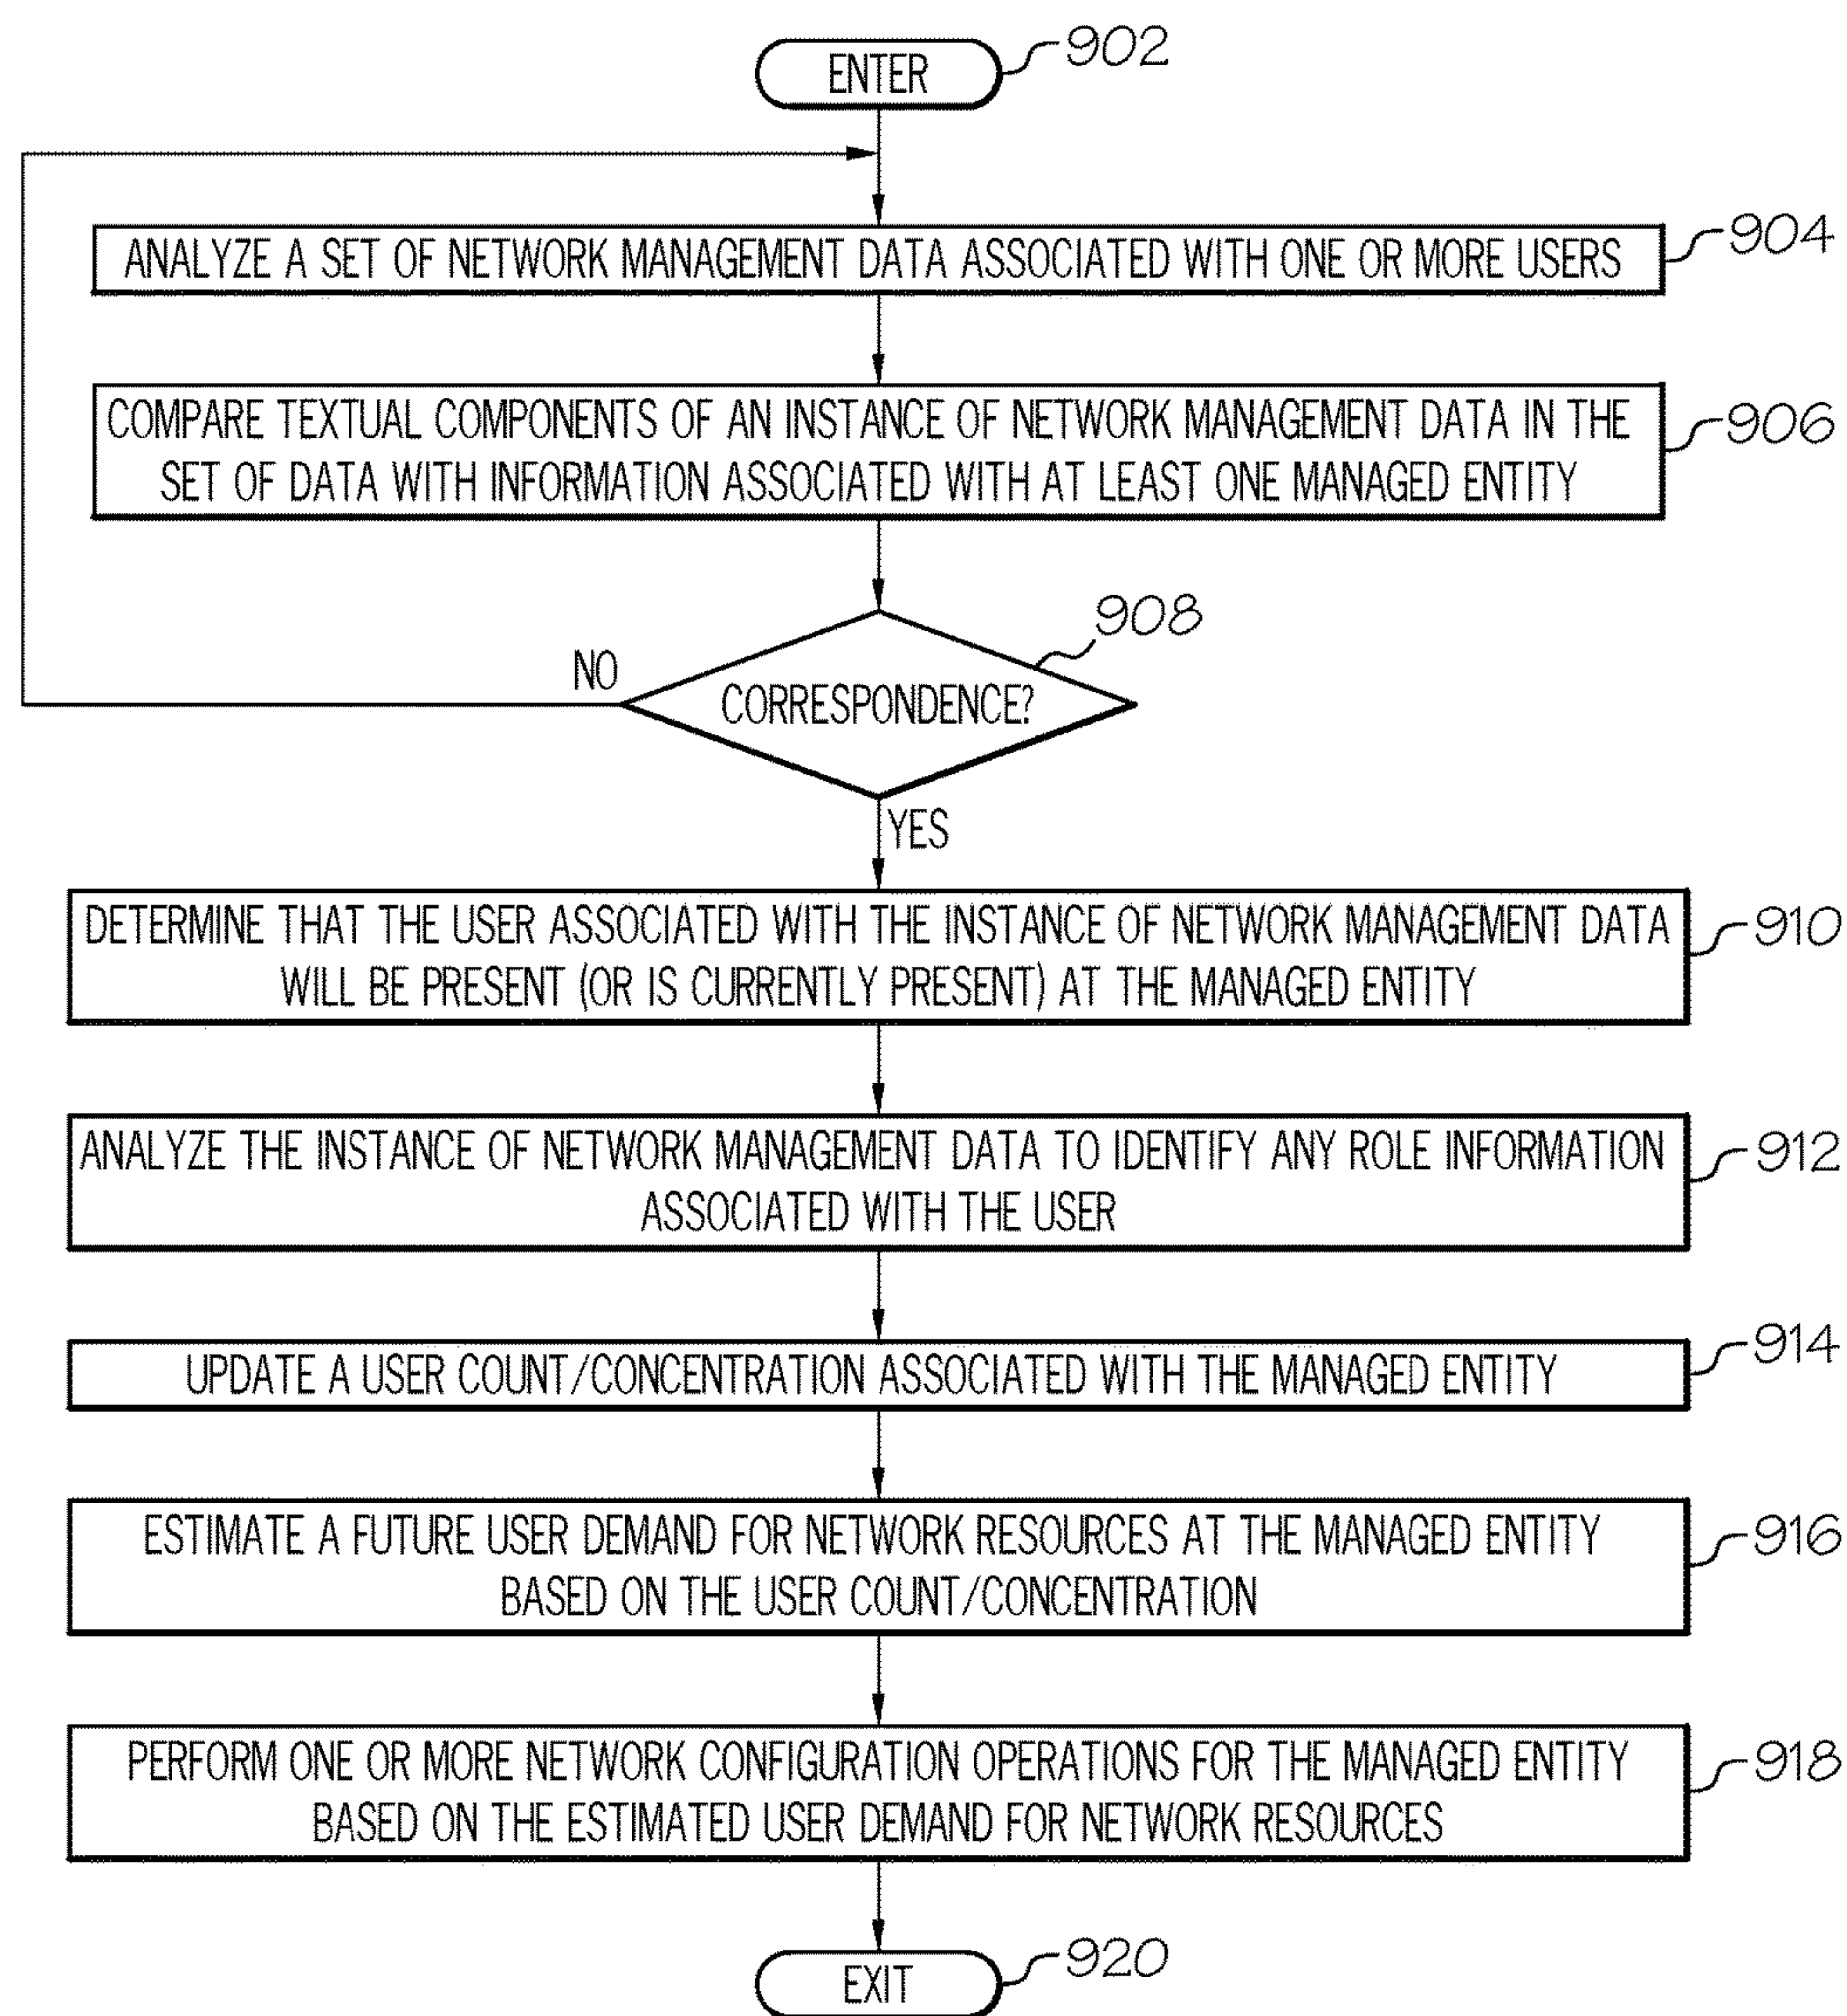 ENTER
902
ANALYZE A SET OF NETWORK MANAGEMENT DATA ASSOCIATED WITH ONE OR MORE USERS
904
COMPARE TEXTUAL COMPONENTS OF AN INSTANCE OF NETWORK MANAGEMENT DATA IN THE
SET OF DATA WITH INFORMATION ASSOCIATED WITH AT LEAST ONE MANAGED ENTITY
906
908
NO
CORRESPONDENCE?
YES
DETERMINE THAT THE USER ASSOCIATED WITH THE INSTANCE OF NETWORK MANAGEMENT DATA
WILL BE PRESENT (OR IS CURRENTLY PRESENT) AT THE MANAGED ENTITY
910
ANALYZE THE INSTANCE OF NETWORK MANAGEMENT DATA TO IDENTIFY ANY ROLE INFORMATION
ASSOCIATED WITH THE USER
912
UPDATE A USER COUNT/CONCENTRATION ASSOCIATED WITH THE MANAGED ENTITY
914
ESTIMATE A FUTURE USER DEMAND FOR NETWORK RESOURCES AT THE MANAGED ENTITY
BASED ON THE USER COUNT/CONCENTRATION
916
PERFORM ONE OR MORE NETWORK CONFIGURATION OPERATIONS FOR THE MANAGED ENTITY
BASED ON THE ESTIMATED USER DEMAND FOR NETWORK RESOURCES
918
EXIT
920